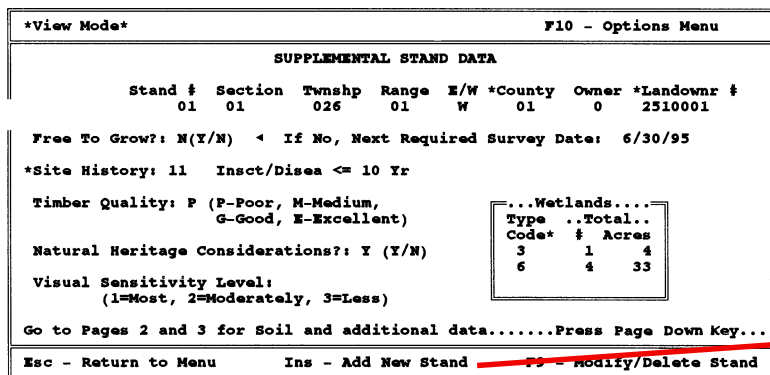 *View Mode* F10 - Options Menu
SUPPLEMENTAL STAND DATA
Stand # Section Twnshp Range E/W *County Owner *Landownr #
01 01 026 01 W 01 0 2510001
Free To Grow?: N(Y/N) ◄ If No, Next Required Survey Date: 6/30/95
*Site History: 11 Insct/Disea <= 10 Yr
Timber Quality: P (P-Poor, M-Medium,
G-Good, E-Excellent)
...Wetlands....
Type ..Total..
Code* # Acres
3 1 4
6 4 33
Natural Heritage Considerations?: Y (Y/N)
Visual Sensitivity Level:
(1=Most, 2=Moderately, 3=Less)
Go to Pages 2 and 3 for Soil and additional data.......Press Page Down Key...
Esc - Return to Menu Ins - Add New Stand F9 - Modify/Delete Stand